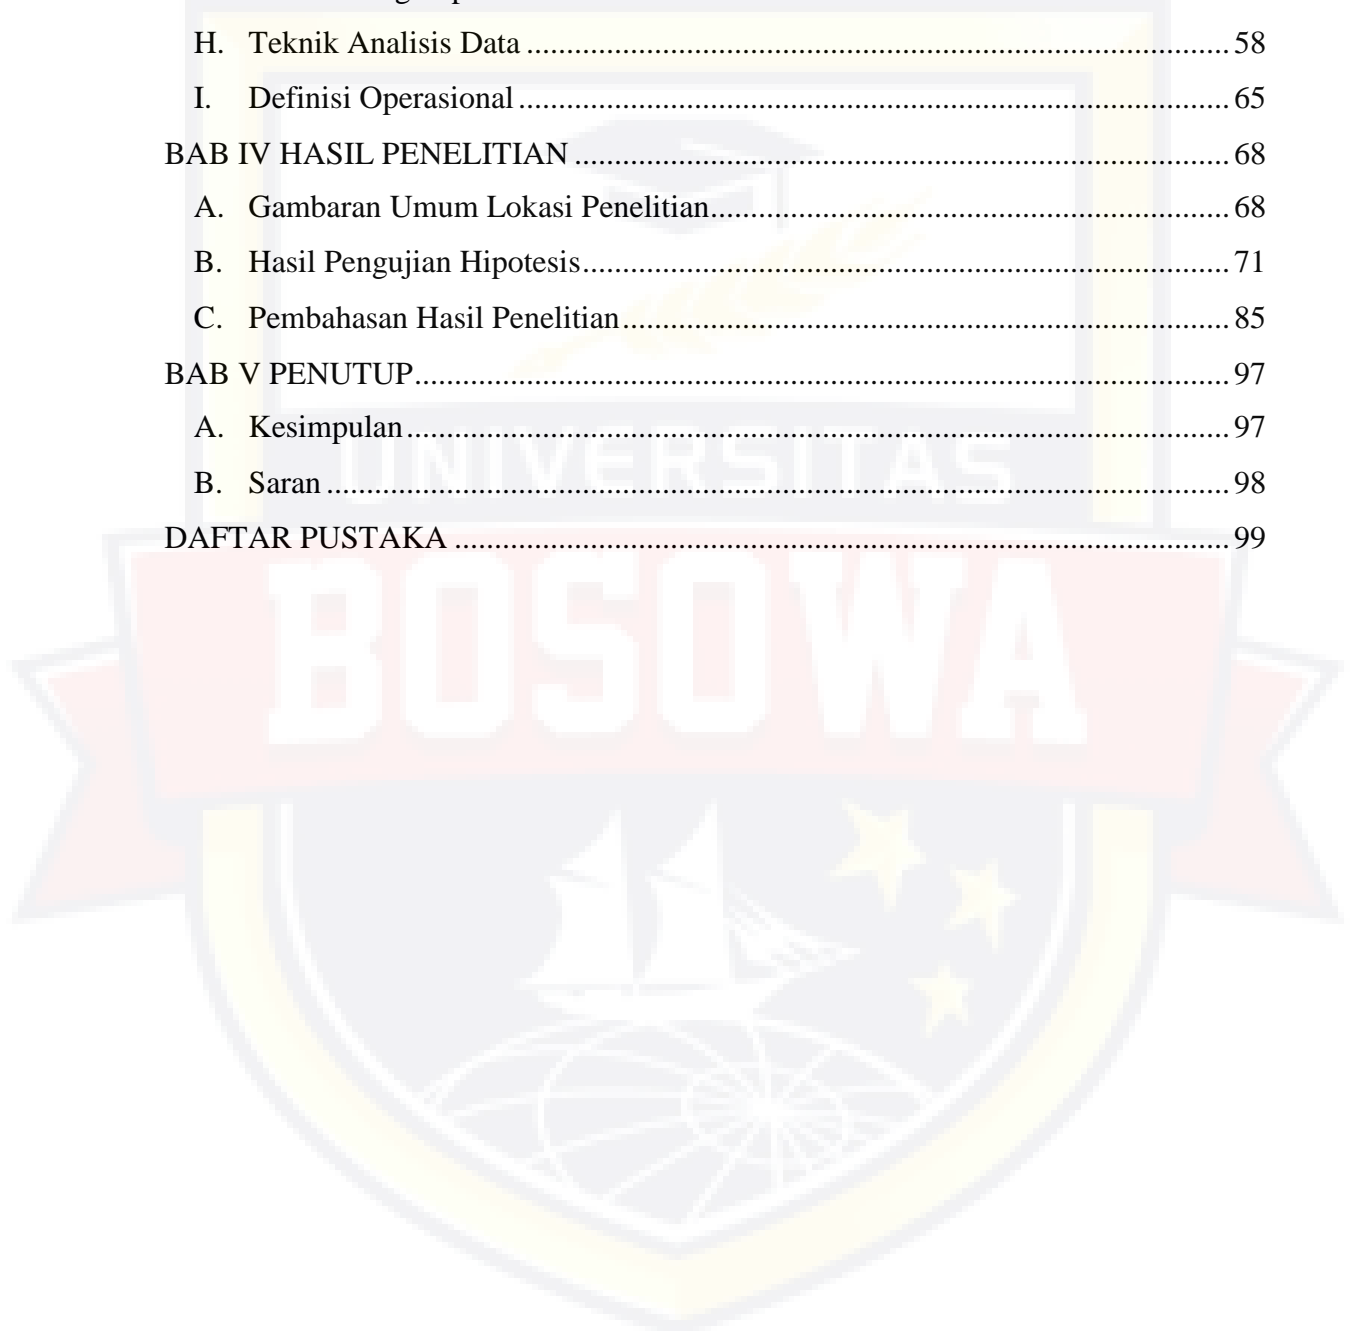 H. Teknik Analisis Data ........................................................................................ 58
I. Definisi Operasional ......................................................................................... 65
BAB IV HASIL PENELITIAN .................................................................................. 68
A. Gambaran Umum Lokasi Penelitian................................................................. 68
B. Hasil Pengujian Hipotesis................................................................................. 71
C. Pembahasan Hasil Penelitian............................................................................ 85
BAB V PENUTUP...................................................................................................... 97
A. Kesimpulan....................................................................................................... 97
B. Saran ................................................................................................................. 98
DAFTAR PUSTAKA ................................................................................................. 99
UNIVERSITAS
BOSOWA